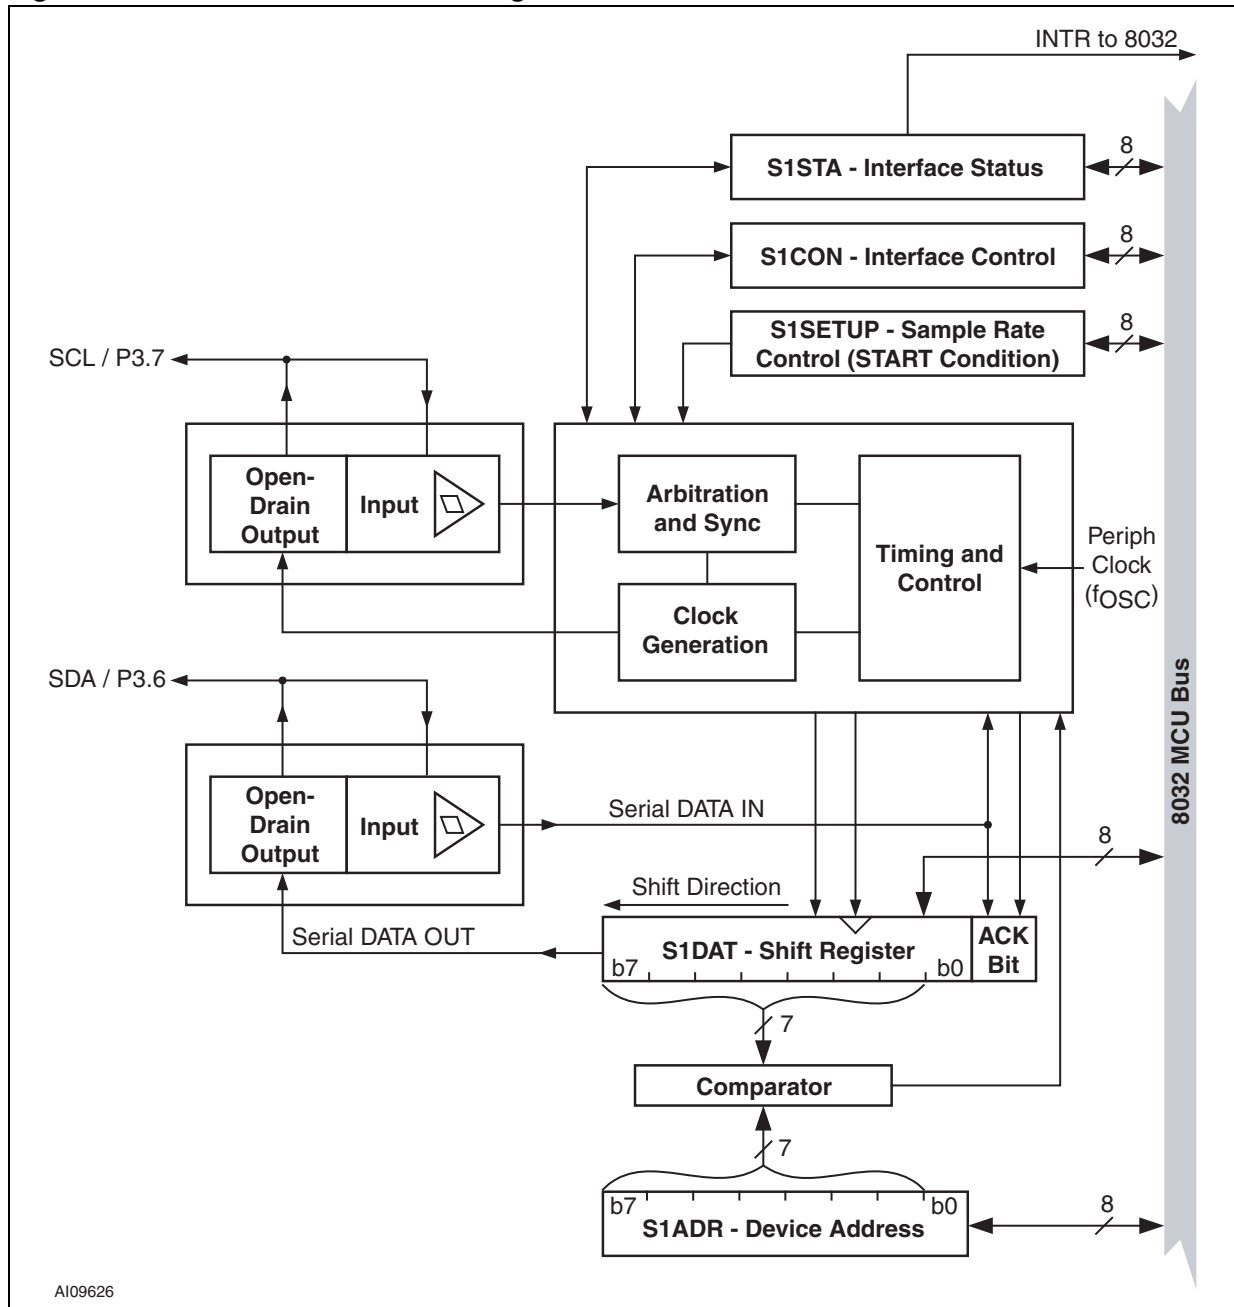 INTR to 8032
S1STA - Interface Status
8
S1CON - Interface Control
8
S1SETUP - Sample Rate
Control (START Condition)
8
SCL / P3.7
Open-
Drain
Output
Input
Arbitration
and Sync
Timing and
Control
Periph
Clock
(fOSC)
Clock
Generation
SDA / P3.6
8032 MCU Bus
Open-
Drain
Output
Input
Serial DATA IN
8
Shift Direction
Serial DATA OUT
S1DAT - Shift Register
b7
b0
ACK
Bit
7
Comparator
7
b7
b0
S1ADR - Device Address
8
AI09626